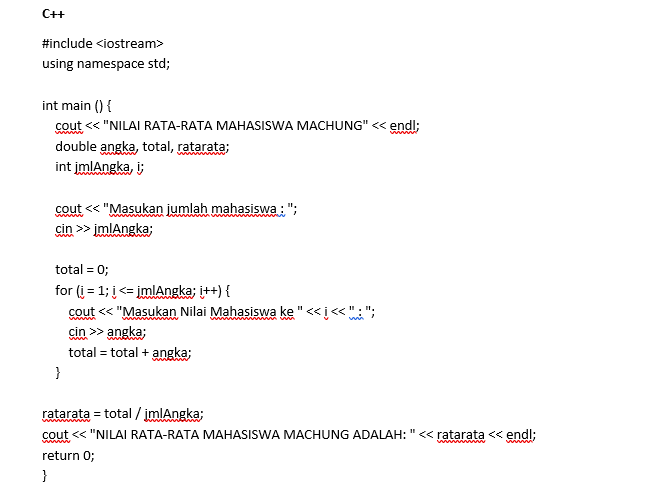 C++
#include <iostream>
using namespace std;
int main () {
cout << "NILAI RATA-RATA MAHASISWA MACHUNG" << endl;
double angka, total, ratarata;
int jmlAngka, i;
cout << "Masukan jumlah mahasiswa : ";
cin >> jmlAngka;
total = 0;
for (i = 1; i <= jmlAngka; i++) {
cout << "Masukan Nilai Mahasiswa ke " << i << " : ";
cin >> angka;
total = total + angka;
}
ratarata = total / jmlAngka;
cout << "NILAI RATA-RATA MAHASISWA MACHUNG ADALAH: " << ratarata << endl;
return 0;
}